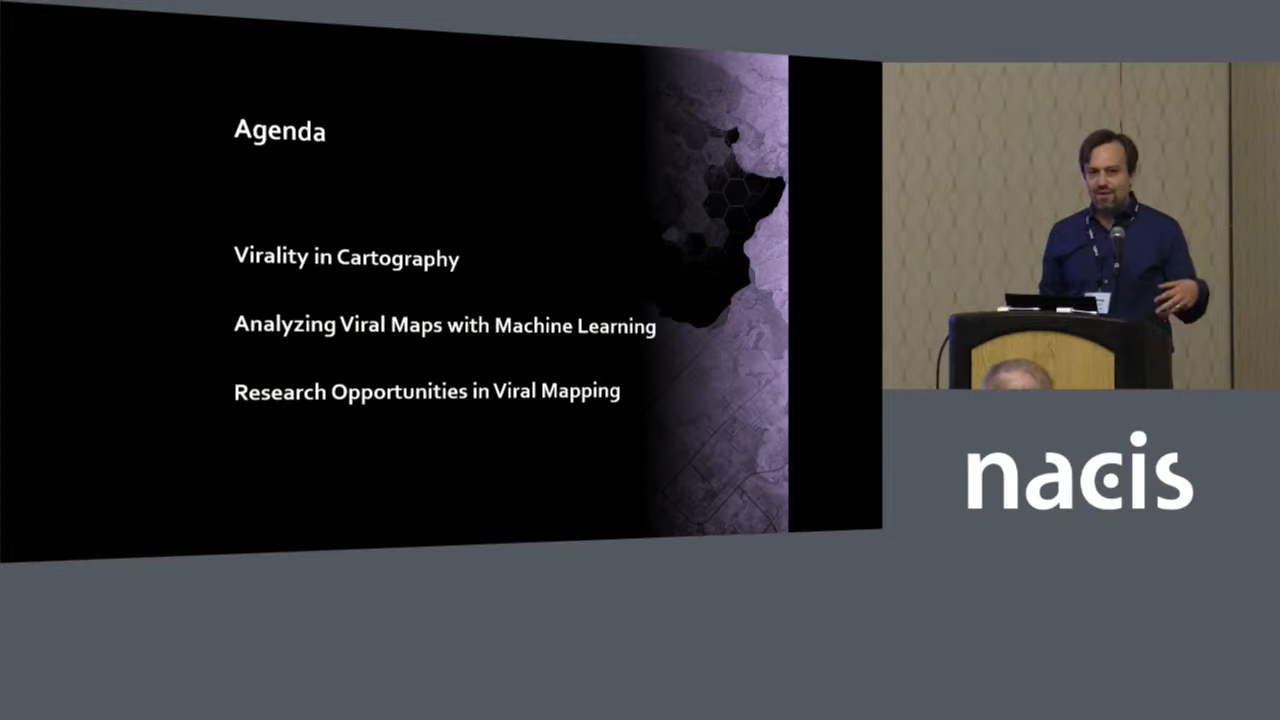 Agenda
Virality in Cartography
Analyzing Viral Maps with Machine Learning
Research Opportunities in Viral Mapping
nacis